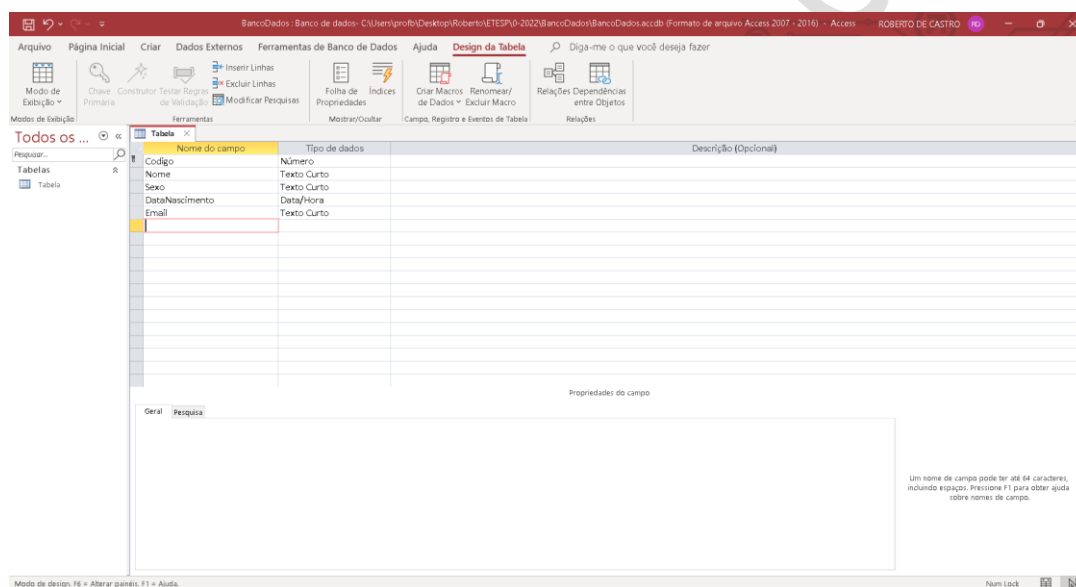 BancoDados : Banco de dados- C:\Users\profb\Desktop\Roberto\ETESP\0-2022\BancoDados\BancoDados.accdb (Formato de arquivo Access 2007 - 2016) - Access ROBERTO DE CASTRO RD
Arquivo Página Inicial Criar Dados Externos Ferramentas de Banco de Dados Ajuda Design da Tabela Diga-me o que você deseja fazer
Inserir Linhas
Excluir Linhas
Modificar Pesquisas
Modo de Chave Construtor Testar Regras Folha de Índices Criar Macros Renomear/ Relações Dependências
Exibição Primária de Validação Propriedades de Dados Excluir Macro entre Objetos
Modos de Exibição Ferramentas Mostrar/Ocultar Campo, Registro e Eventos de Tabela Relações
Todos os ... «
Pesquisar...
Tabelas
Tabela
Tabela
Nome do campo Tipo de dados Descrição (Opcional)
Codigo Número
Nome Texto Curto
Sexo Texto Curto
DataNascimento Data/Hora
Email Texto Curto
Propriedades do campo
Geral Pesquisa
Um nome de campo pode ter até 64 caracteres,
incluindo espaços. Pressione F1 para obter ajuda
sobre nomes de campo.
Modo de design. F6 = Alterar painéis. F1 = Ajuda. Num Lock